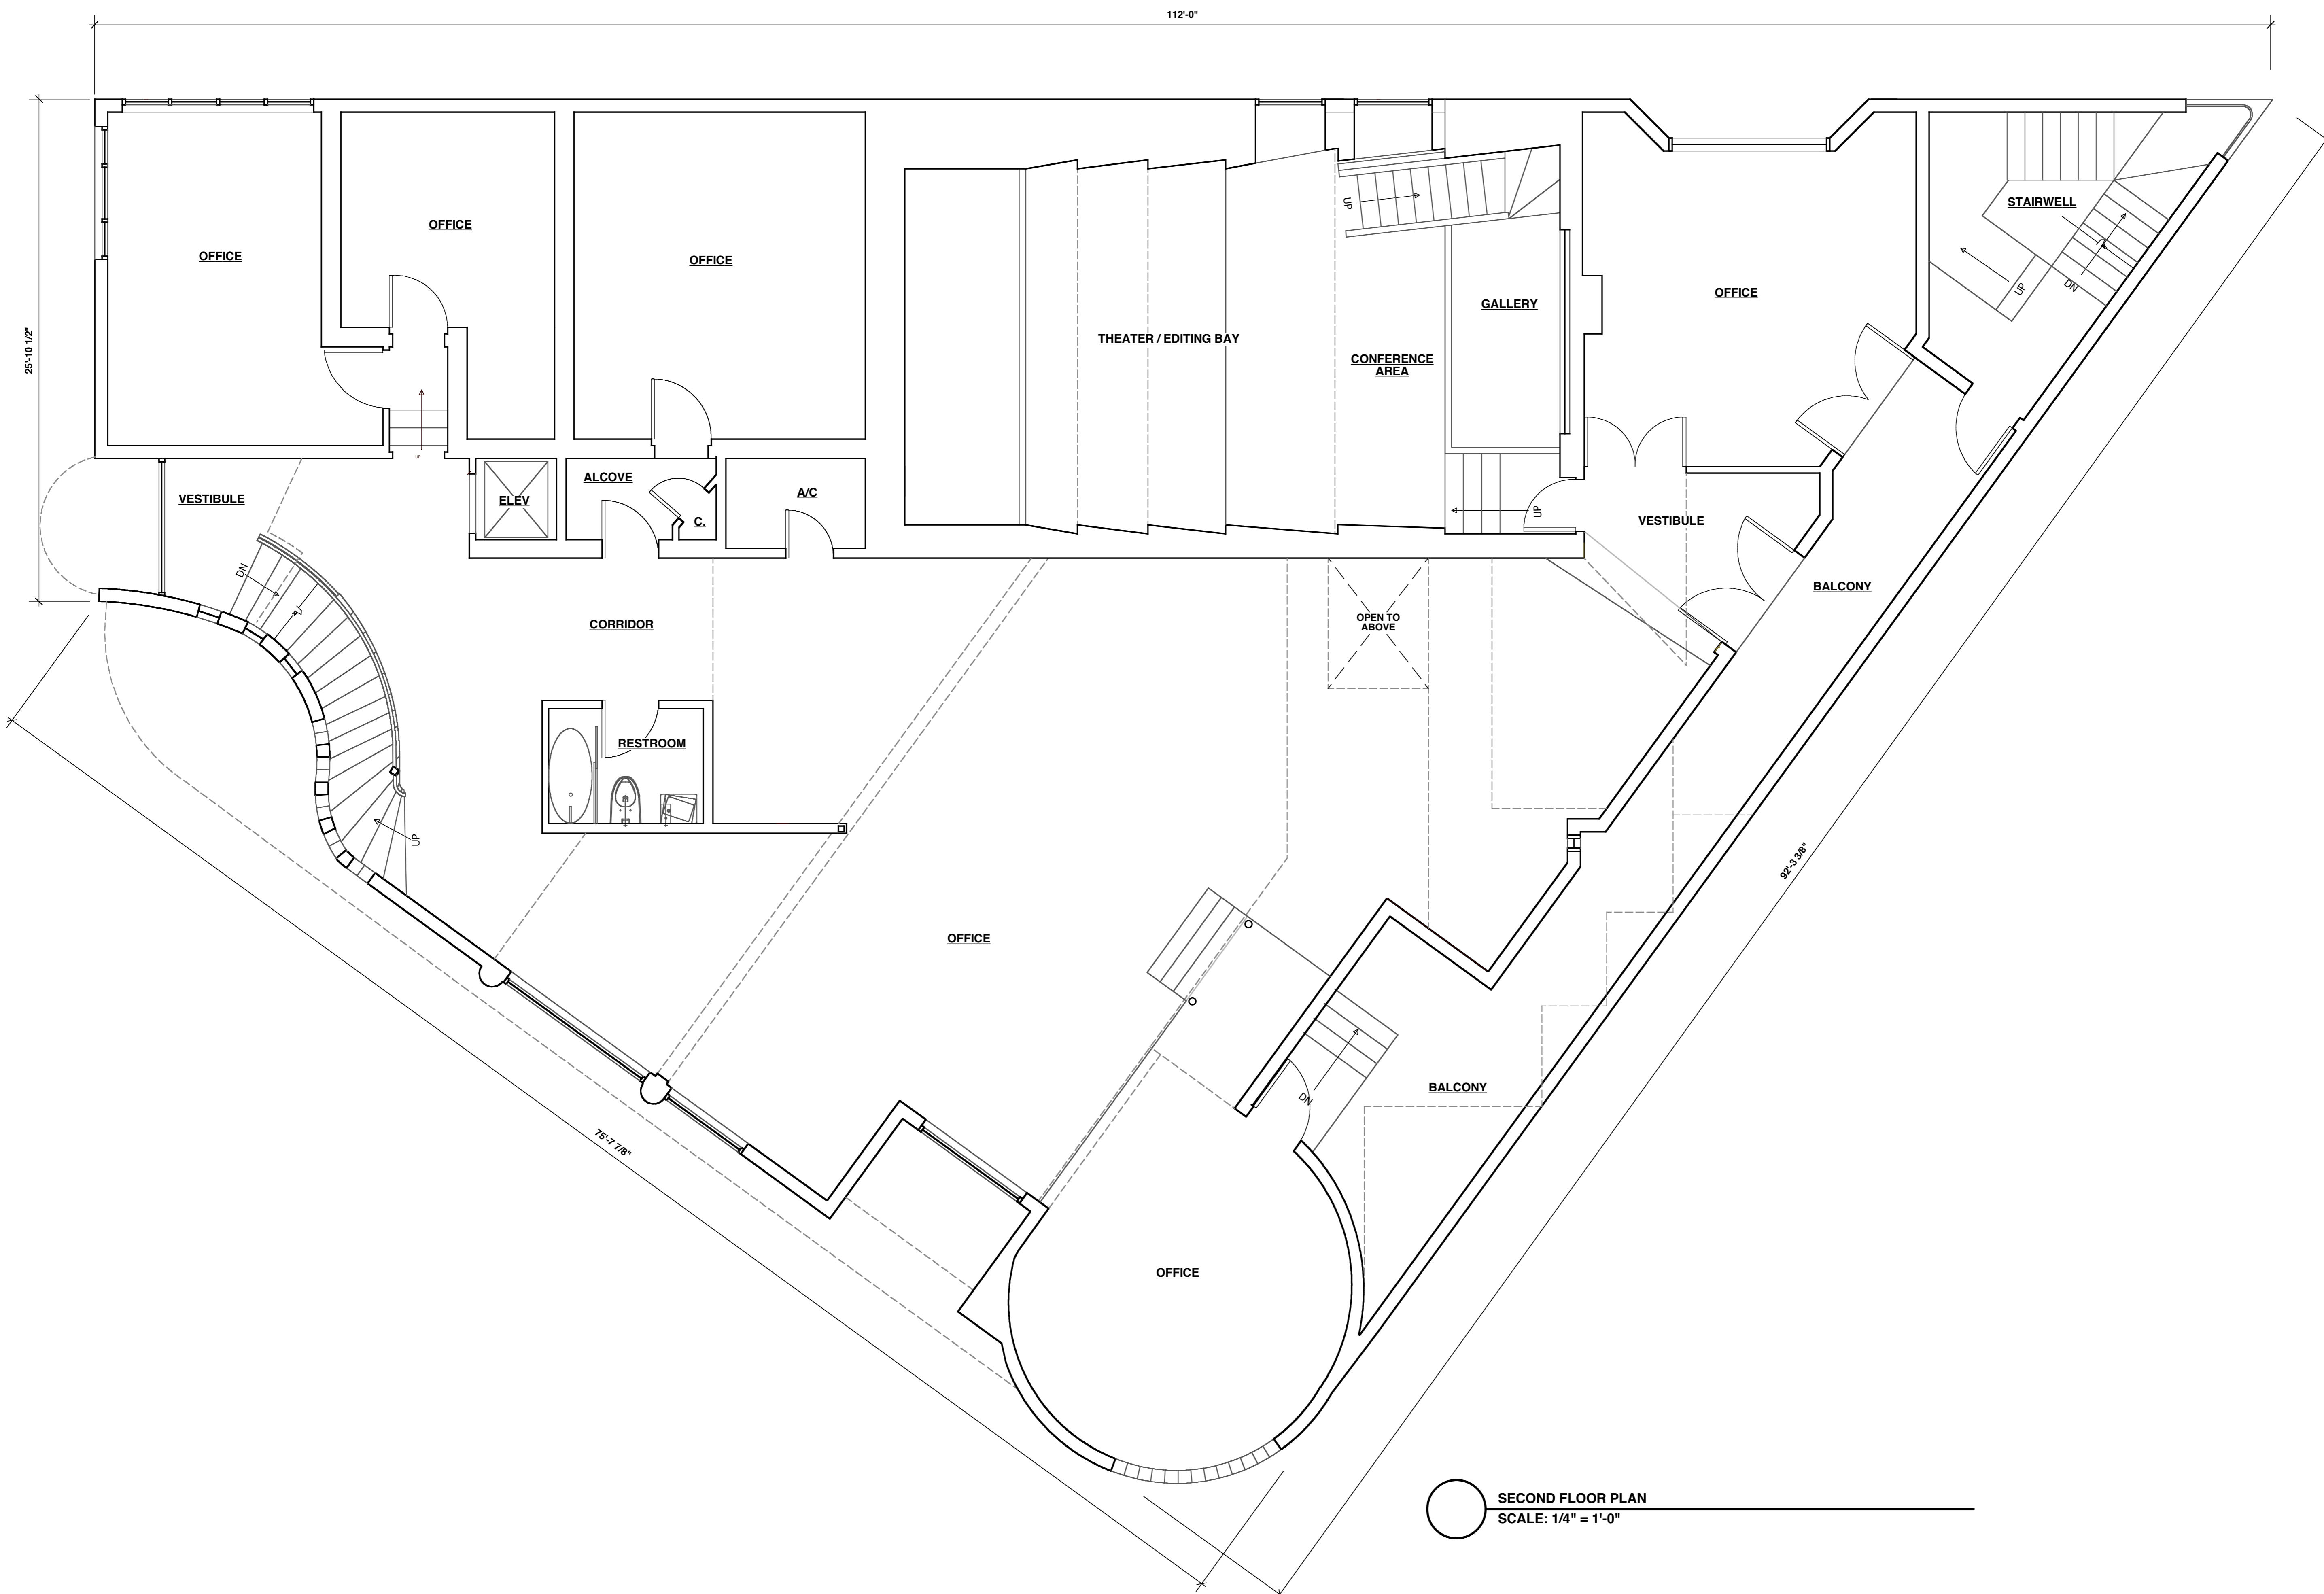 112'-0"
STAIRWELL
OFFICE
OFFICE
OFFICE
UP
UP
DN
OFFICE
GALLERY
25'-10 1/2"
THEATER / EDITING BAY
CONFERENCE
AREA
UP
ALCOVE
VESTIBULE
ELEV
A/C
C.
UP
VESTIBULE
DN
BALCONY
CORRIDOR
OPEN TO
ABOVE
RESTROOM
UP
92'-3 3/8"
OFFICE
BALCONY
DN
75'-7 7/8"
OFFICE
SECOND FLOOR PLAN
SCALE: 1/4" = 1'-0"